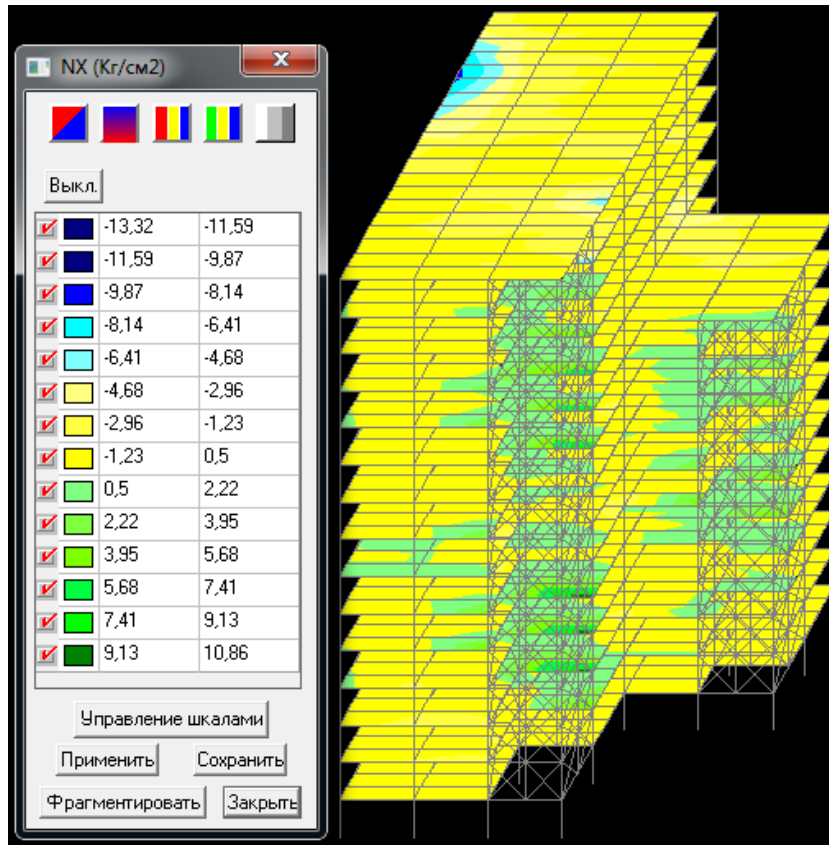 NX (Кг/см2)
Выкл.
-13,32 -11,59
-11,59 -9,87
-9,87 -8,14
-8,14 -6,41
-6,41 -4,68
-4,68 -2,96
-2,96 -1,23
-1,23 0,5
0,5 2,22
2,22 3,95
3,95 5,68
5,68 7,41
7,41 9,13
9,13 10,86
Управление шкалами
Применить Сохранить
Фрагментировать Закрыть